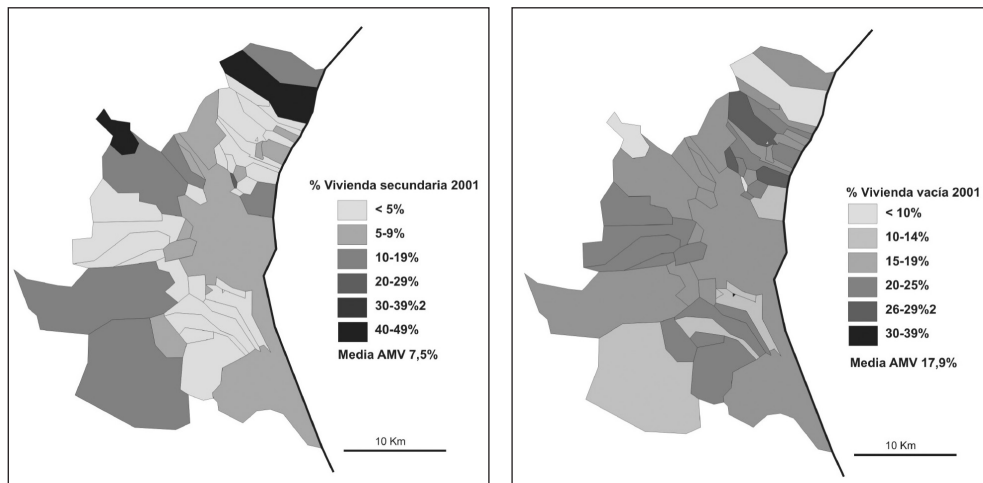 % Vivienda secundaria 2001
< 5%
5-9%
10-19%
20-29%
30-39%2
40-49%
Media AMV 7,5%
10 Km
% Vivienda vacía 2001
< 10%
10-14%
15-19%
20-25%
26-29%2
30-39%
Media AMV 17,9%
10 Km